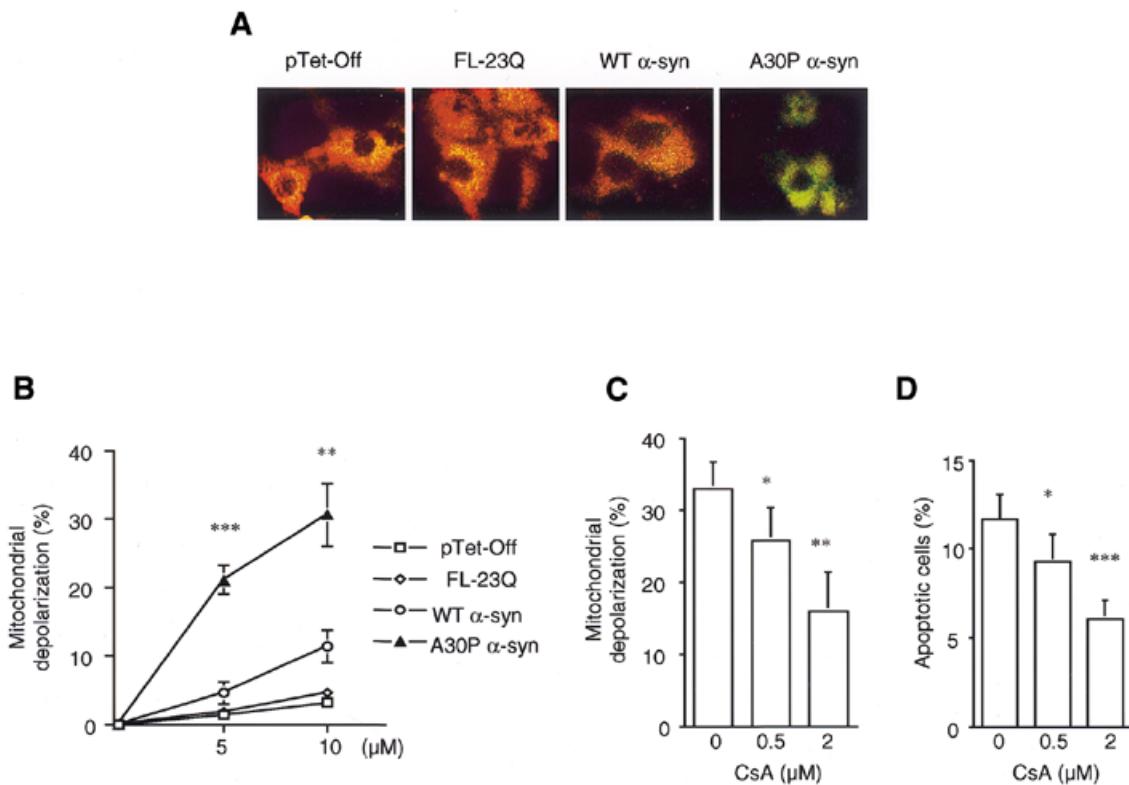 A
pTet-Off FL-23Q WT α-syn A30P α-syn
B
Mitochondrial
depolarization (%)
40
30
20
10
0
5 10 (μM)
** 
***
pTet-Off
FL-23Q
WT α-syn
A30P α-syn
C
Mitochondrial
depolarization (%)
40
30
20
10
0
*
**
0 0.5 2
CsA (μM)
D
Apoptotic cells (%)
15
10
5
0
*
***
0 0.5 2
CsA (μM)